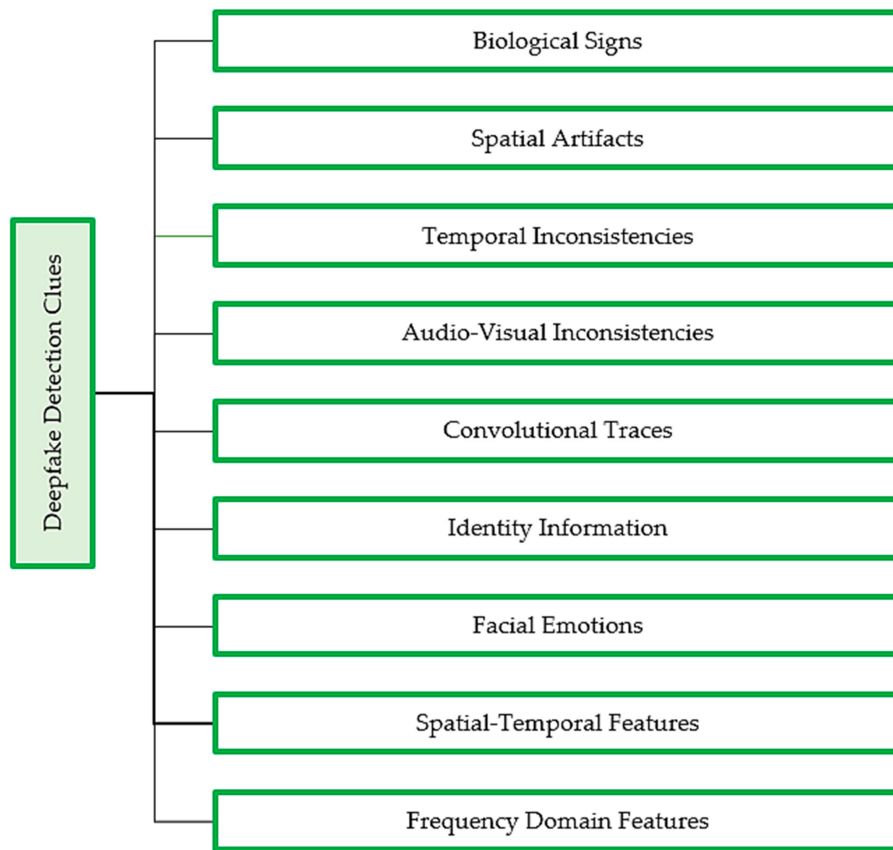 Biological Signs
Spatial Artifacts
Temporal Inconsistencies
Audio-Visual Inconsistencies
Deepfake Detection Clues
Convolutional Traces
Identity Information
Facial Emotions
Spatial-Temporal Features
Frequency Domain Features